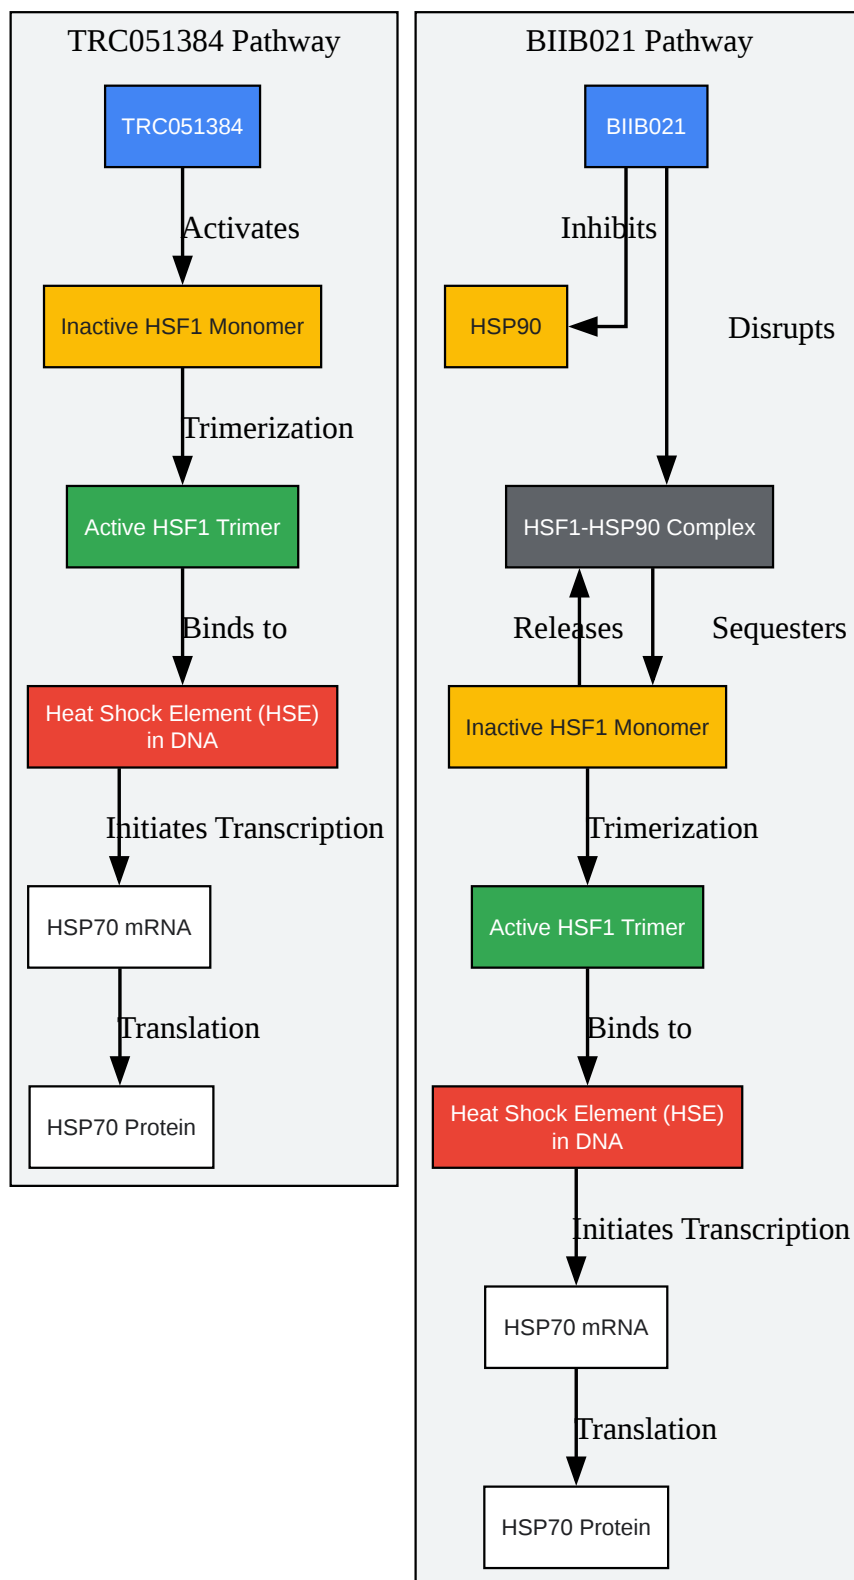 TRC051384 Pathway
TRC051384
Activates
Inactive HSF1 Monomer
Trimerization
Active HSF1 Trimer
Binds to
Heat Shock Element (HSE)
in DNA
Initiates Transcription
HSP70 mRNA
Translation
HSP70 Protein
BIIB021 Pathway
BIIB021
Inhibits
HSP90
Disrupts
HSF1-HSP90 Complex
Releases
Sequesters
Inactive HSF1 Monomer
Trimerization
Active HSF1 Trimer
Binds to
Heat Shock Element (HSE)
in DNA
Initiates Transcription
HSP70 mRNA
Translation
HSP70 Protein